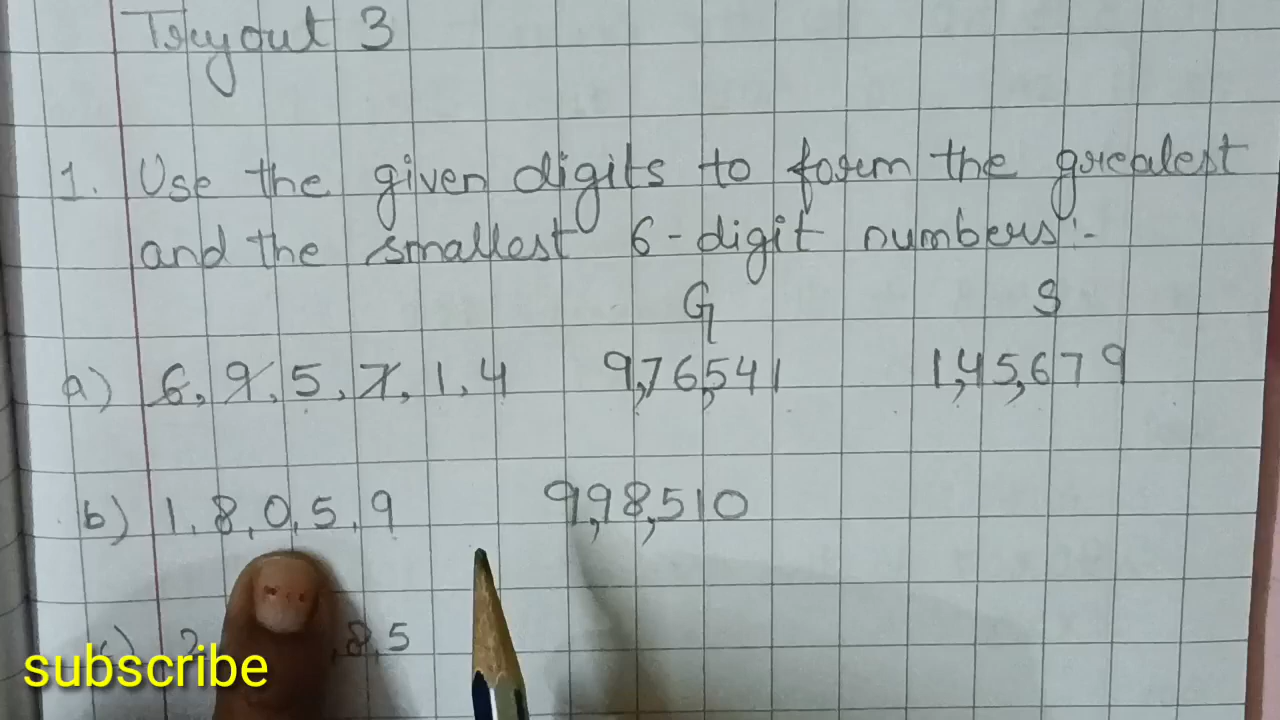 Tryout 3
1. Use the given digits to form the greatest
and the smallest 6-digit numbers:-
G S
a) 6, 9, 5, 7, 1, 4 9,76,541 1,45,679
b) 1, 8, 0, 5, 9 9,98,510
c) 2 8, 5
subscribe